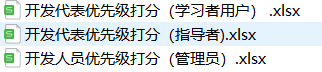 开发代表优先级打分（学习者用户） .xlsx
开发代表优先级打分（指导者).xlsx
开发人员优先级打分（管理员）.xlsx